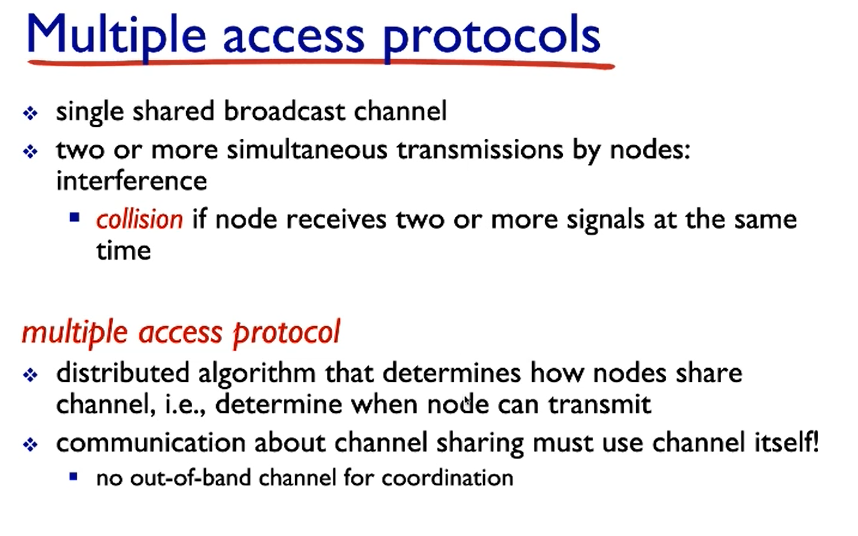 Multiple access protocols
single shared broadcast channel
two or more simultaneous transmissions by nodes:
interference
collision if node receives two or more signals at the same
time
multiple access protocol
distributed algorithm that determines how nodes share
channel, i.e., determine when node can transmit
communication about channel sharing must use channel itself!
no out-of-band channel for coordination